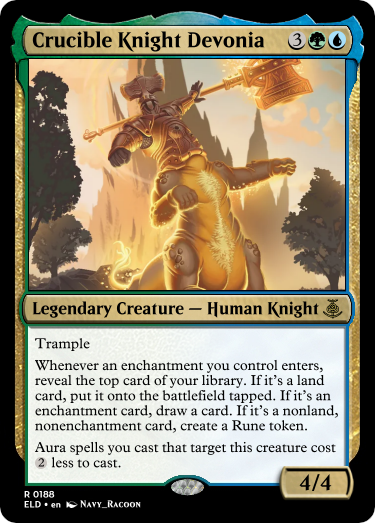 Crucible Knight Devonia 3
Legendary Creature — Human Knight
Trample
Whenever an enchantment you control enters,
reveal the top card of your library. If it's a land
card, put it onto the battlefield tapped. If it's an
enchantment card, draw a card. If it's a nonland,
nonenchantment card, create a Rune token.
Aura spells you cast that target this creature cost
2 less to cast.
4/4
R 0188
ELD • en Navy_Racoon